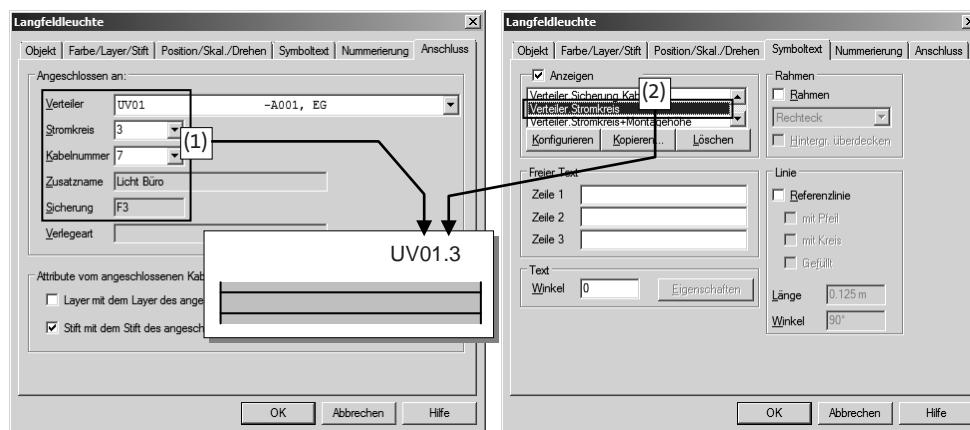 Langfeldleuchte
Objekt Farbe/Layer/Stift Position/Skal./Drehen Symboltext Nummerierung Anschluss
Angeschlossen an:
Verteiler UV01 -A001, EG
Stromkreis 3
(1)
Kabelnummer 7
Zusatzname Licht Büro
Sicherung F3
Verlegeart
UV01.3
Attribute vom angeschlossenen Kab
Layer mit dem Layer des ange
Stift mit dem Stift des angesch
OK Abbrechen Hilfe
Langfeldleuchte
Objekt Farbe/Layer/Stift Position/Skal./Drehen Symboltext Nummerierung Anschluss
Anzeigen
Verteiler.Sicherung Kab
(2)
Verteiler.Stromkreis
Verteiler.Stromkreis+Montagehöhe
Konfigurieren Kopieren... Löschen
Freier Text
Zeile 1
Zeile 2
Zeile 3
Text
Winkel 0 Eigenschaften
Rahmen
Rahmen
Rechteck
Hintergr. überdecken
Linie
Referenzlinie
mit Pfeil
mit Kreis
Gefüllt
Länge 0.125 m
Winkel 90°
OK Abbrechen Hilfe